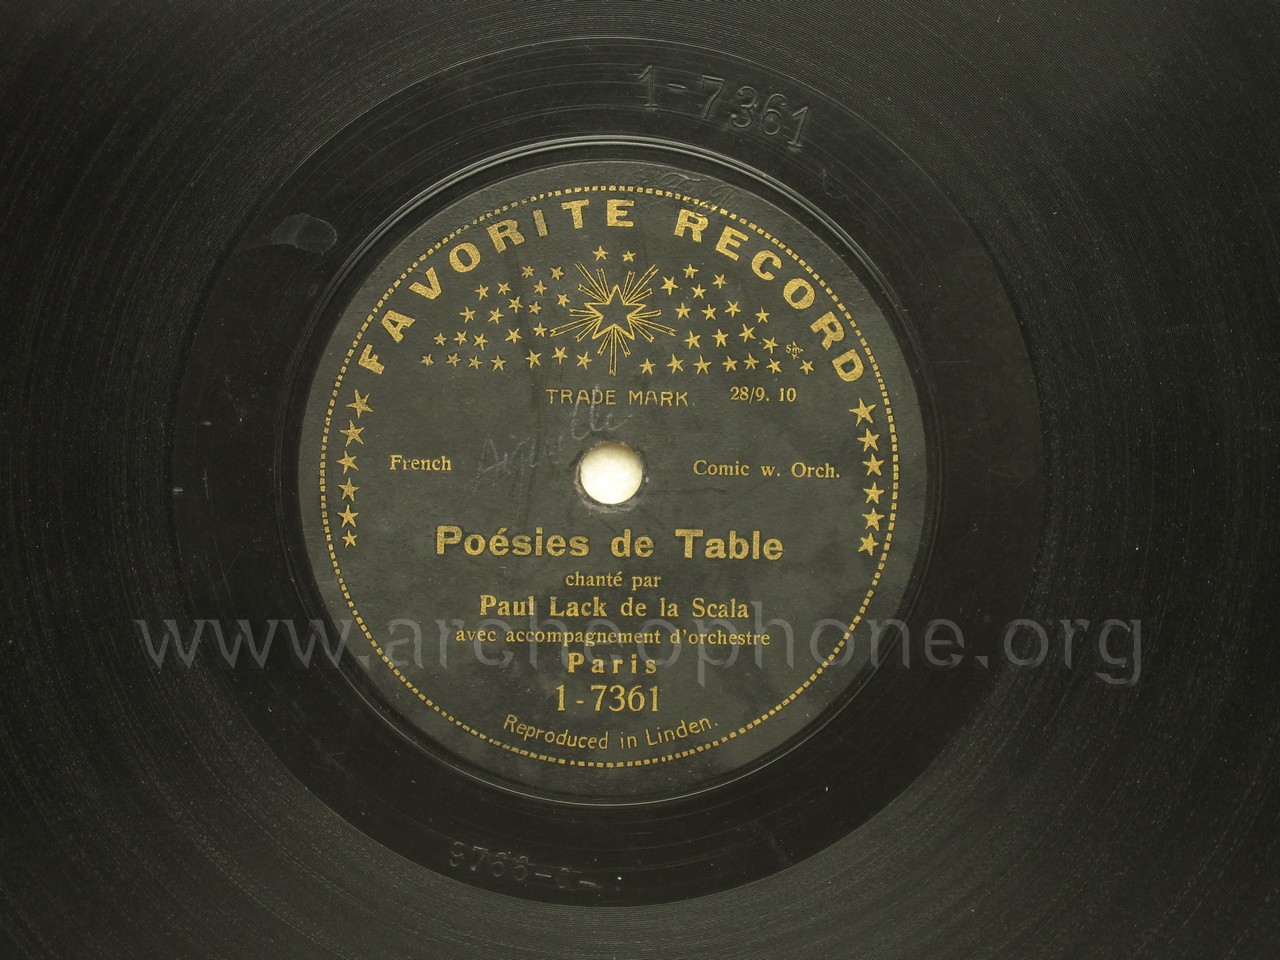 1-7361
FAVORITE RECORD
TRADE MARK. 28/9. 10
French Comic w. Orch.
Poésies de Table
chanté par
Paul Lack de la Scala
avec accompagnement d'orchestre
www.archeophone.org
Paris
1-7361
Reproduced in Linden.